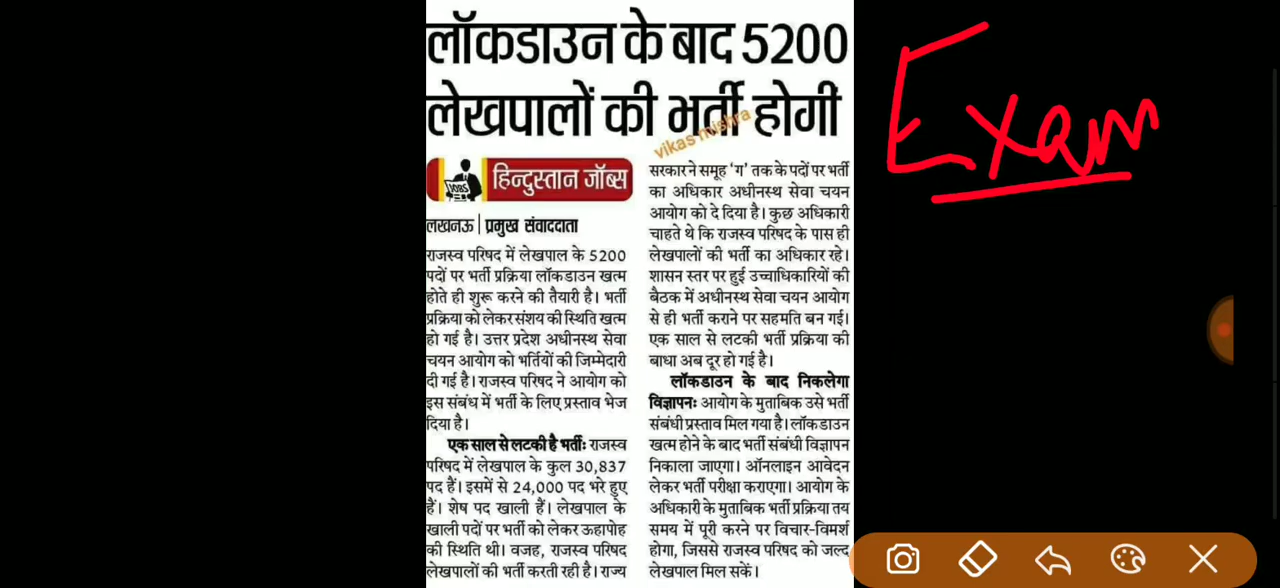 लॉकडाउन के बाद 5200
लेखपालों की भर्ती होगी
vikas mishra
JOBS
हिन्दुस्तान जॉब्स
लखनऊ | प्रमुख संवाददाता
राजस्व परिषद में लेखपाल के 5200
पदों पर भर्ती प्रक्रिया लॉकडाउन खत्म
होते ही शुरू करने की तैयारी है। भर्ती
प्रक्रिया को लेकर संशय की स्थिति खत्म
हो गई है। उत्तर प्रदेश अधीनस्थ सेवा
चयन आयोग को भर्तियों की जिम्मेदारी
दी गई है। राजस्व परिषद ने आयोग को
इस संबंध में भर्ती के लिए प्रस्ताव भेज
दिया है।
एक साल से लटकी है भर्ती: राजस्व
परिषद में लेखपाल के कुल 30,837
पद हैं। इसमें से 24,000 पद भरे हुए
हैं। शेष पद खाली हैं। लेखपाल के
खाली पदों पर भर्ती को लेकर ऊहापोह
की स्थिति थी। वजह, राजस्व परिषद
लेखपालों की भर्ती करती रही है। राज्य
सरकार ने समूह ‘ग’ तक के पदों पर भर्ती
का अधिकार अधीनस्थ सेवा चयन
आयोग को दे दिया है। कुछ अधिकारी
चाहते थे कि राजस्व परिषद के पास ही
लेखपालों की भर्ती का अधिकार रहे।
शासन स्तर पर हुई उच्चाधिकारियों की
बैठक में अधीनस्थ सेवा चयन आयोग
से ही भर्ती कराने पर सहमति बन गई।
एक साल से लटकी भर्ती प्रक्रिया की
बाधा अब दूर हो गई है।
लॉकडाउन के बाद निकलेगा
विज्ञापन: आयोग के मुताबिक उसे भर्ती
संबंधी प्रस्ताव मिल गया है। लॉकडाउन
खत्म होने के बाद भर्ती संबंधी विज्ञापन
निकाला जाएगा। ऑनलाइन आवेदन
लेकर भर्ती परीक्षा कराएगा। आयोग के
अधिकारी के मुताबिक भर्ती प्रक्रिया तय
समय में पूरी करने पर विचार-विमर्श
होगा, जिससे राजस्व परिषद को जल्द
लेखपाल मिल सकें।
Exam